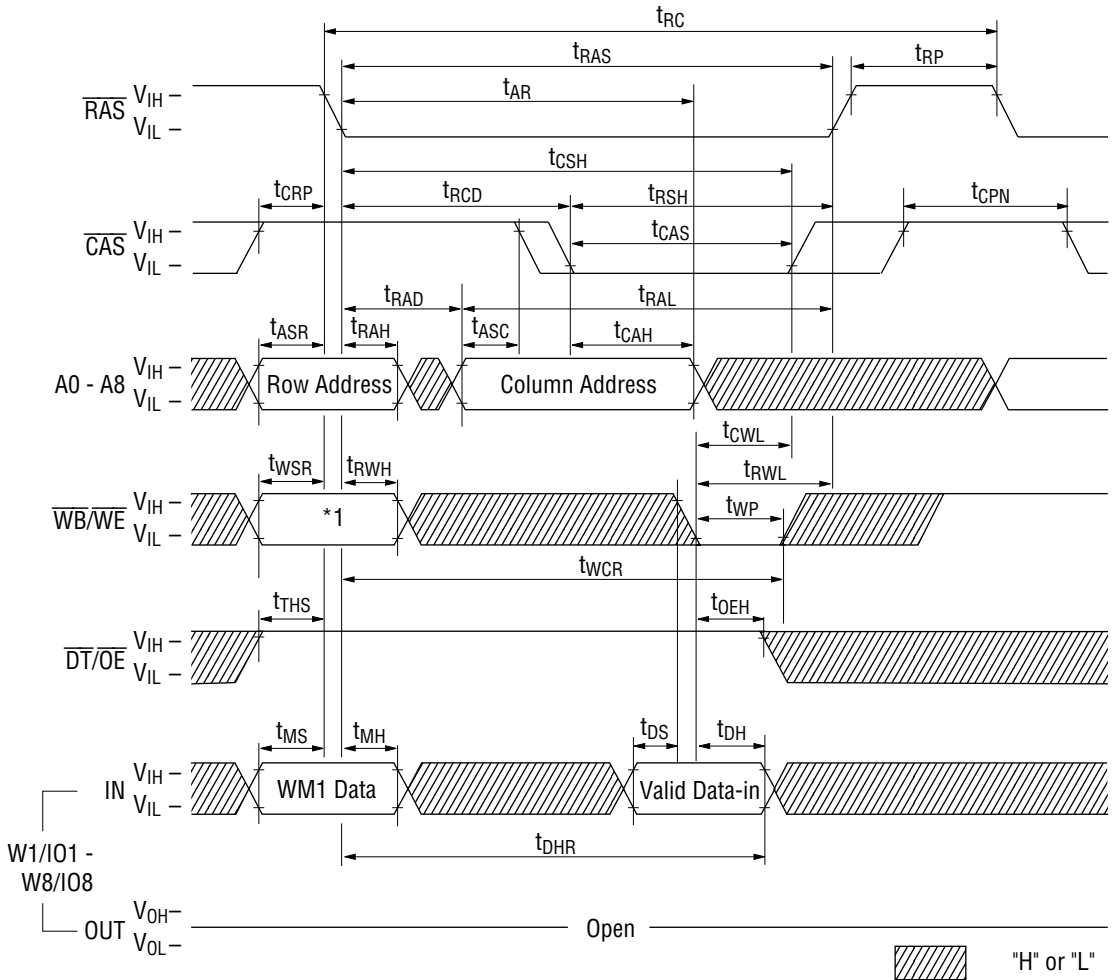 tRC
tRAS
tRP
tAR
RAS
VIH
VIL
tCSH
tCRP
tRCD
tRSH
tCPN
CAS
VIH
VIL
tCAS
tRAD
tRAL
tASR
tRAH
tASC
tCAH
A0 - A8
VIH
VIL
Row Address
Column Address
tCWL
tWSR
tRWH
tRWL
WB/WE
VIH
VIL
*1
tWP
tWCR
tTHS
tOEH
DT/OE
VIH
VIL
tMS
tMH
tDS
tDH
IN
VIH
VIL
WM1 Data
Valid Data-in
tDHR
W1/IO1 -
W8/IO8
OUT
VOH
VOL
Open
"H" or "L"